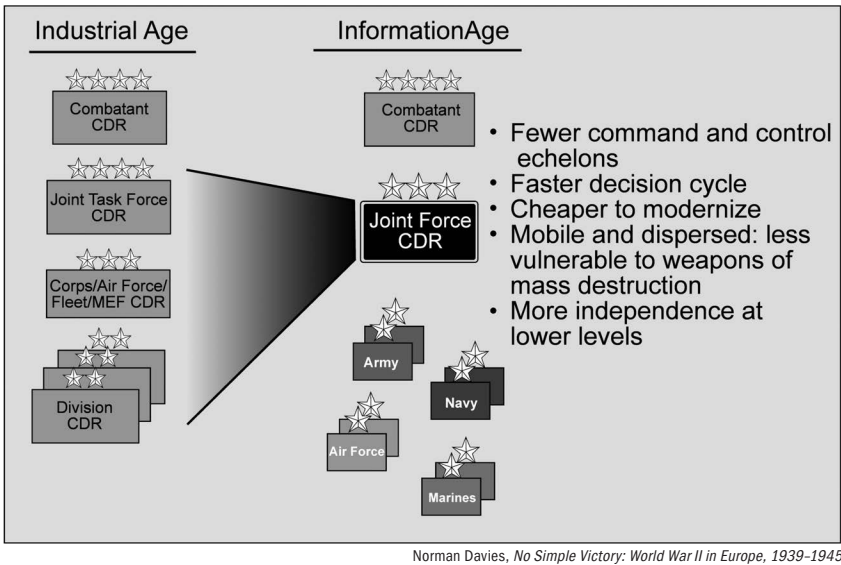 Industrial Age
Combatant
CDR
Joint Task Force
CDR
Corps/Air Force/
Fleet/MEF CDR
Division
CDR
InformationAge
Combatant
CDR
Joint Force
CDR
Army
Navy
Air Force
Marines
• Fewer command and control
echelons
• Faster decision cycle
• Cheaper to modernize
• Mobile and dispersed: less
vulnerable to weapons of
mass destruction
• More independence at
lower levels
Norman Davies, No Simple Victory: World War II in Europe, 1939–1945